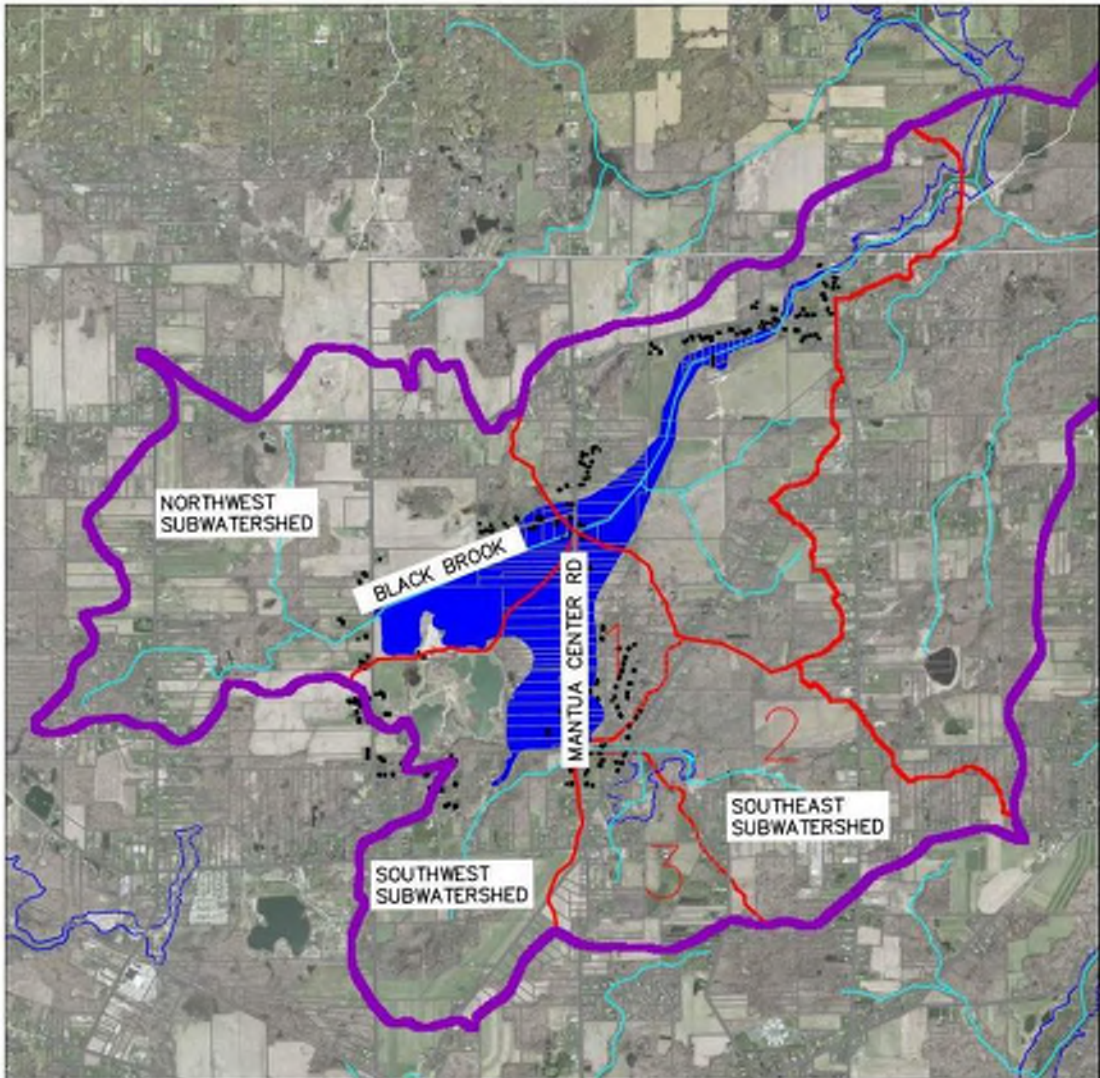 NORTHWEST
SUBWATERSHED
BLACK BROOK
MANTUA CENTER RD
1
2
SOUTHEAST
SUBWATERSHED
3
SOUTHWEST
SUBWATERSHED